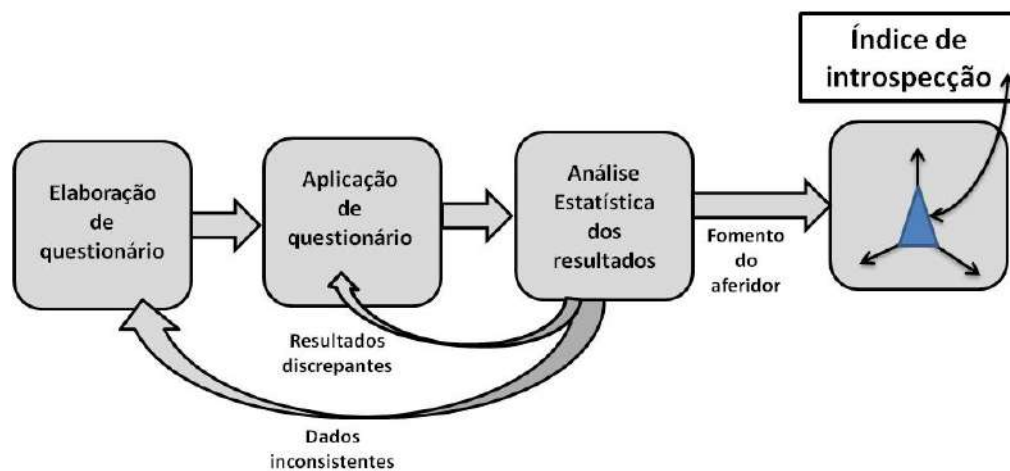 Índice de
introspecção
Elaboração
de
questionário
Aplicação
de
questionário
Análise
Estatística
dos
resultados
Fomento
do
aferidor
Resultados
discrepantes
Dados
inconsistentes